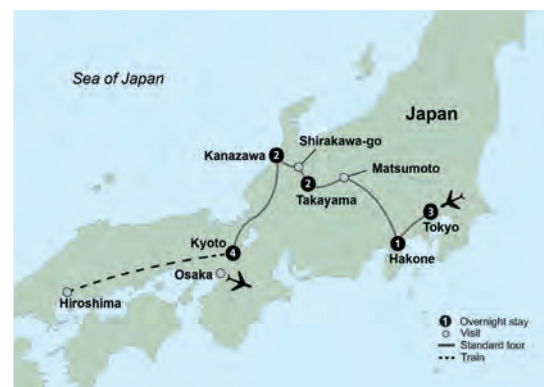 Sea of Japan
Japan
Shirakawa-go
Kanazawa
2
Matsumoto
2
Takayama
3
Tokyo
Kyoto
4
1
Hakone
Osaka
Hiroshima
1 Overnight stay
Visit
Standard tour
Train